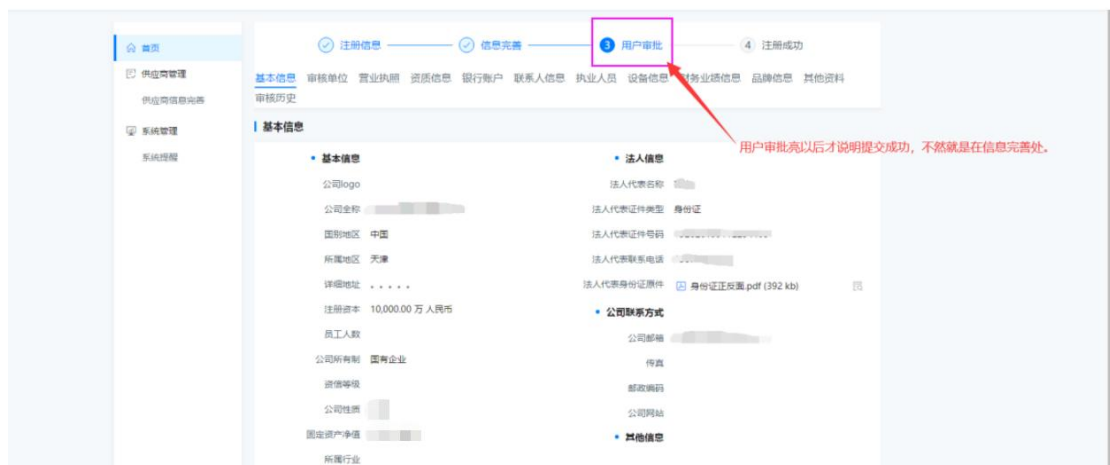 首页
供应商管理
供应商信息完善
系统管理
系统提醒
注册信息
信息完善
3 用户审批
4 注册成功
基本信息 审核单位 营业执照 资质信息 银行账户 联系人信息 执业人员 设备信息 财务业绩信息 品牌信息 其他资料
审核历史
基本信息
用户审批亮以后才说明提交成功，不然就是在信息完善处。
• 基本信息
公司logo
公司全称
国别地区 中国
所属地区 天津
详细地址 . . . . .
注册资本 10,000.00 万 人民币
员工人数
公司所有制 国有企业
资信等级
公司性质
固定资产净值
所属行业
• 法人信息
法人代表名称
法人代表证件类型 身份证
法人代表证件号码
法人代表联系电话
法人代表身份证原件 身份证正反面.pdf (392 kb)
• 公司联系方式
公司邮箱
传真
邮政编码
公司网站
• 其他信息